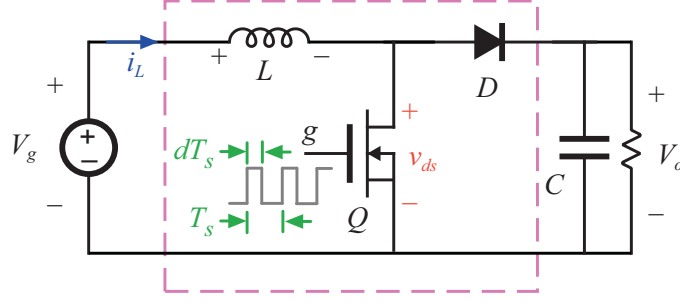 + i_L + L − D +
V_g dT_s g + v_ds C V_o
− T_s Q − −